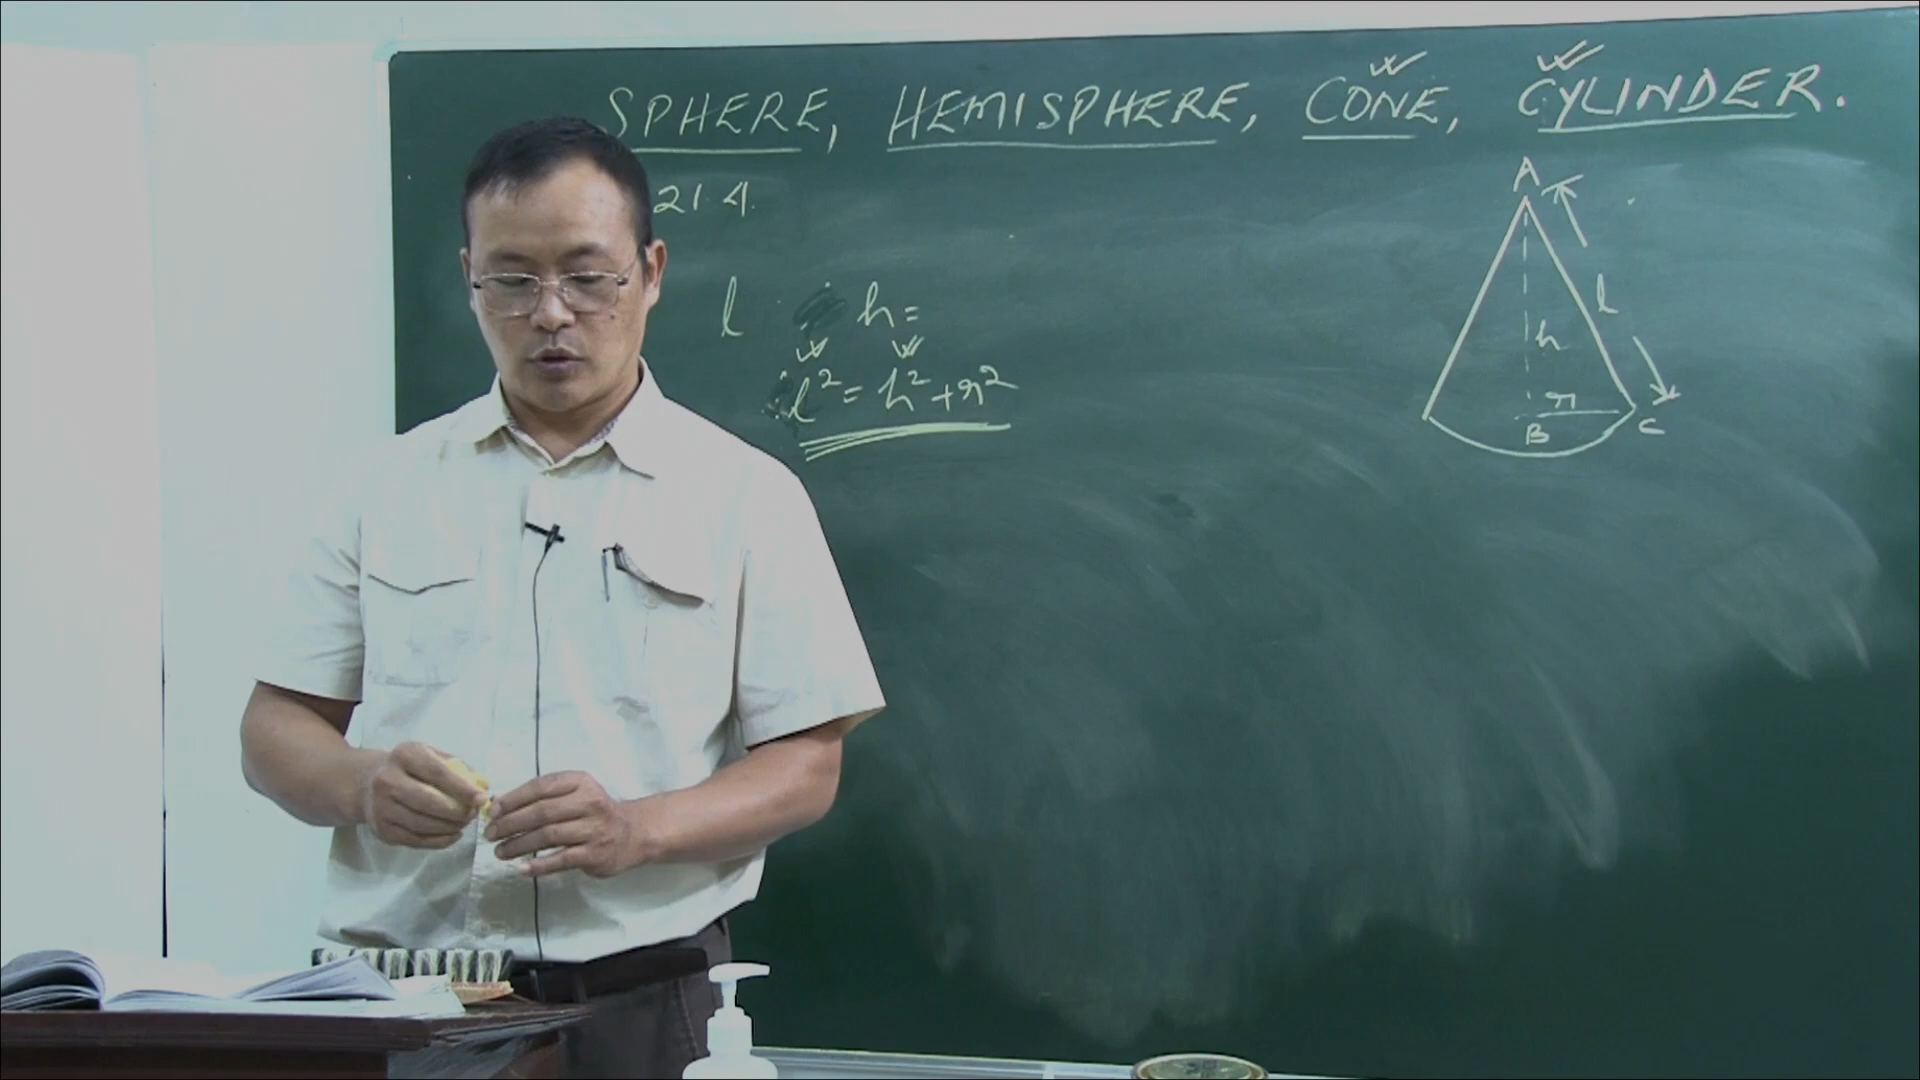 SPHERE, HEMISPHERE, CONE, CYLINDER.
21.4.
l h=
l² = h² + r²
A
l
h
r
B C